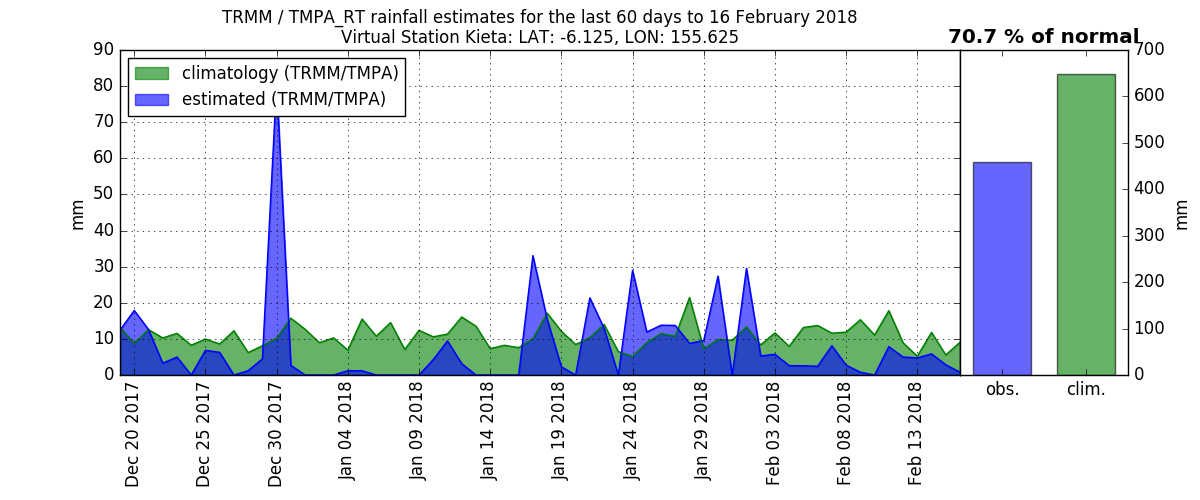 TRMM / TMPA_RT rainfall estimates for the last 60 days to 16 February 2018
Virtual Station Kieta: LAT: -6.125, LON: 155.625
70.7 % of normal
climatology (TRMM/TMPA)
estimated (TRMM/TMPA)
90
80
70
60
50
40
30
20
10
0
mm
Dec 20 2017
Dec 25 2017
Dec 30 2017
Jan 04 2018
Jan 09 2018
Jan 14 2018
Jan 19 2018
Jan 24 2018
Jan 29 2018
Feb 03 2018
Feb 08 2018
Feb 13 2018
obs.
clim.
700
600
500
400
300
200
100
0
mm